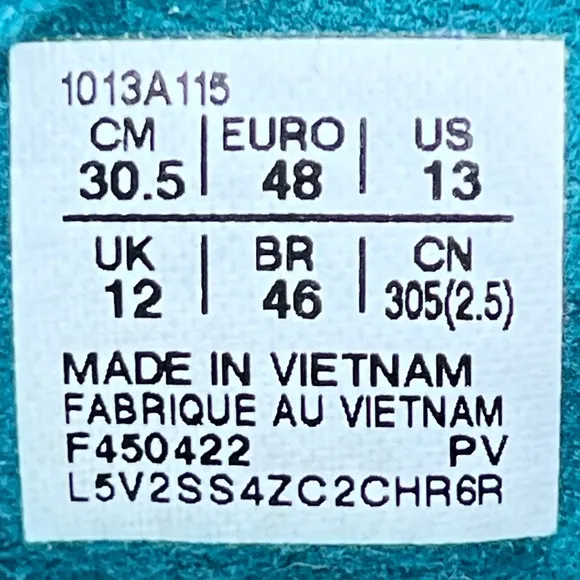 1013A115
CM | EURO | US
30.5 | 48 | 13
UK | BR | CN
12 | 46 | 305(2.5)
MADE IN VIETNAM
FABRIQUE AU VIETNAM
F450422 PV
L5V2SS4ZC2CHR6R